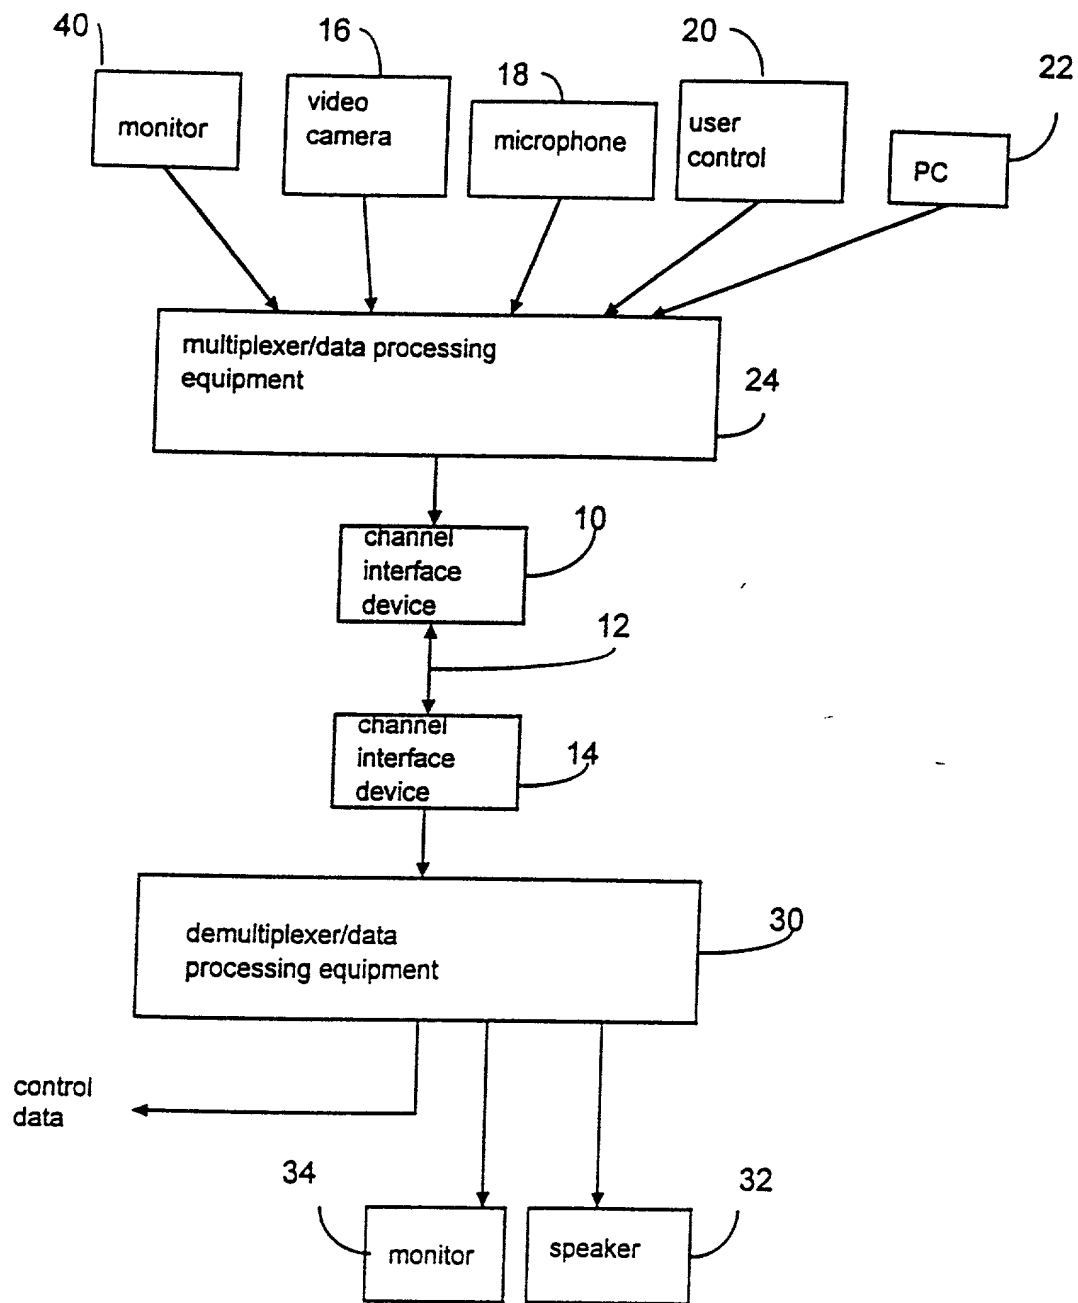 40
16
18
20
22
monitor
video
camera
microphone
user
control
PC
multiplexer/data processing
equipment
24
10
channel
interface
device
12
channel
interface
device
14
demultiplexer/data
processing equipment
30
control
data
34
32
monitor
speaker